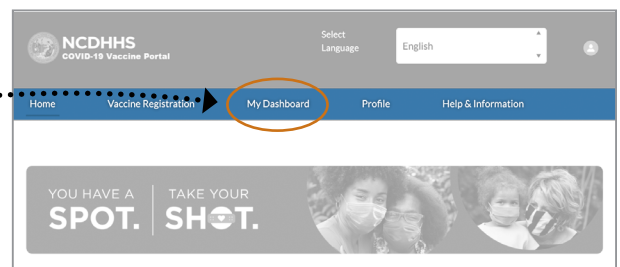 NCDHHS
COVID-19 Vaccine Portal
Select
Language
English
Home Vaccine Registration My Dashboard Profile Help & Information
YOU HAVE A TAKE YOUR
SPOT. SHOT.